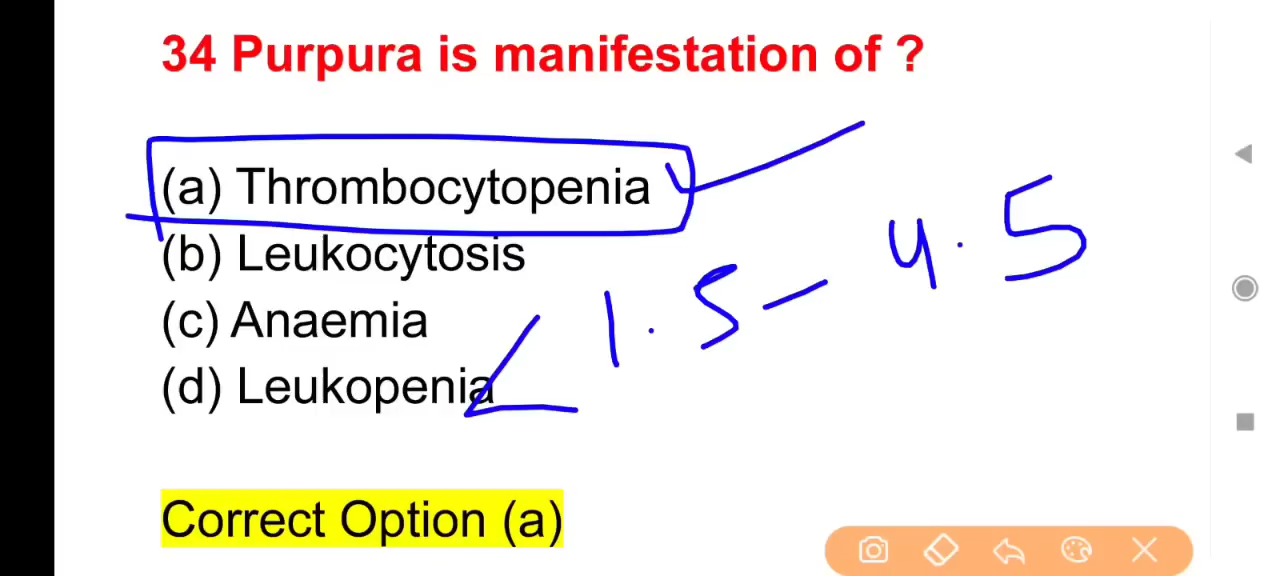 34 Purpura is manifestation of ?
(a) Thrombocytopenia
(b) Leukocytosis
(c) Anaemia
(d) Leukopenia
< 1.5 - 4.5
Correct Option (a)